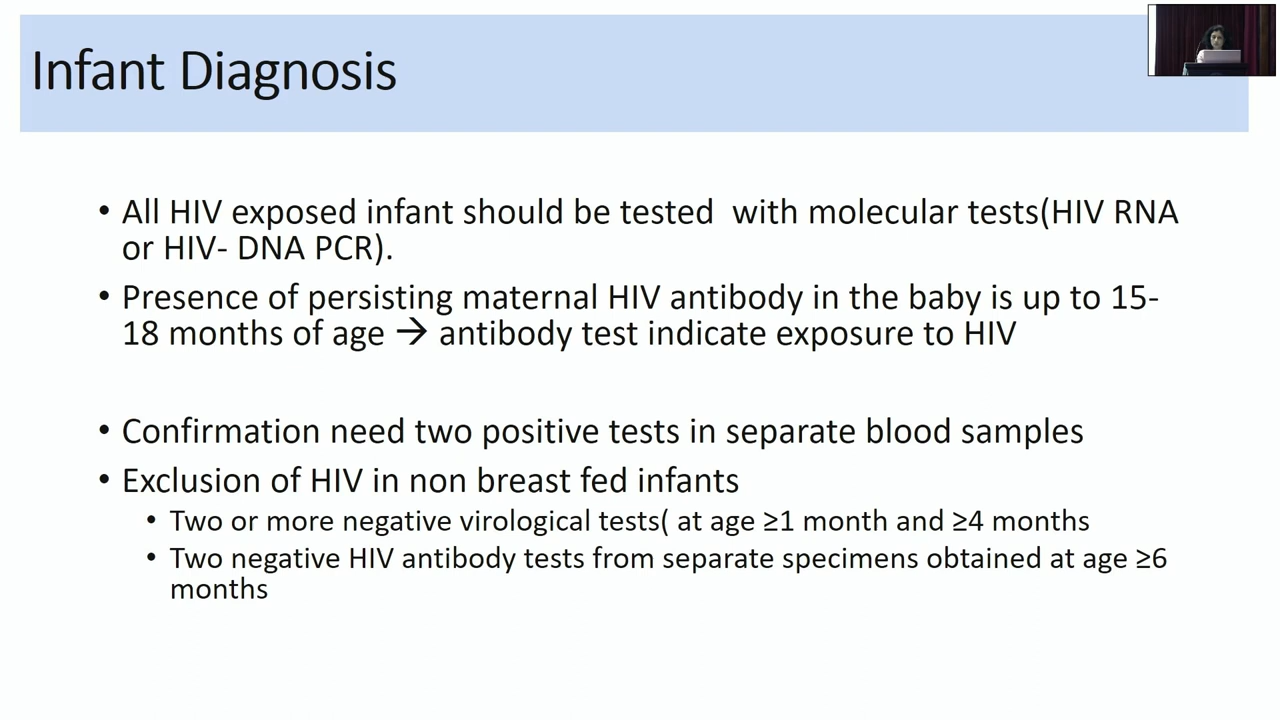 Infant Diagnosis
• All HIV exposed infant should be tested  with molecular tests(HIV RNA
or HIV- DNA PCR).
• Presence of persisting maternal HIV antibody in the baby is up to 15-
18 months of age → antibody test indicate exposure to HIV
• Confirmation need two positive tests in separate blood samples
• Exclusion of HIV in non breast fed infants
• Two or more negative virological tests( at age ≥1 month and ≥4 months
• Two negative HIV antibody tests from separate specimens obtained at age ≥6
months